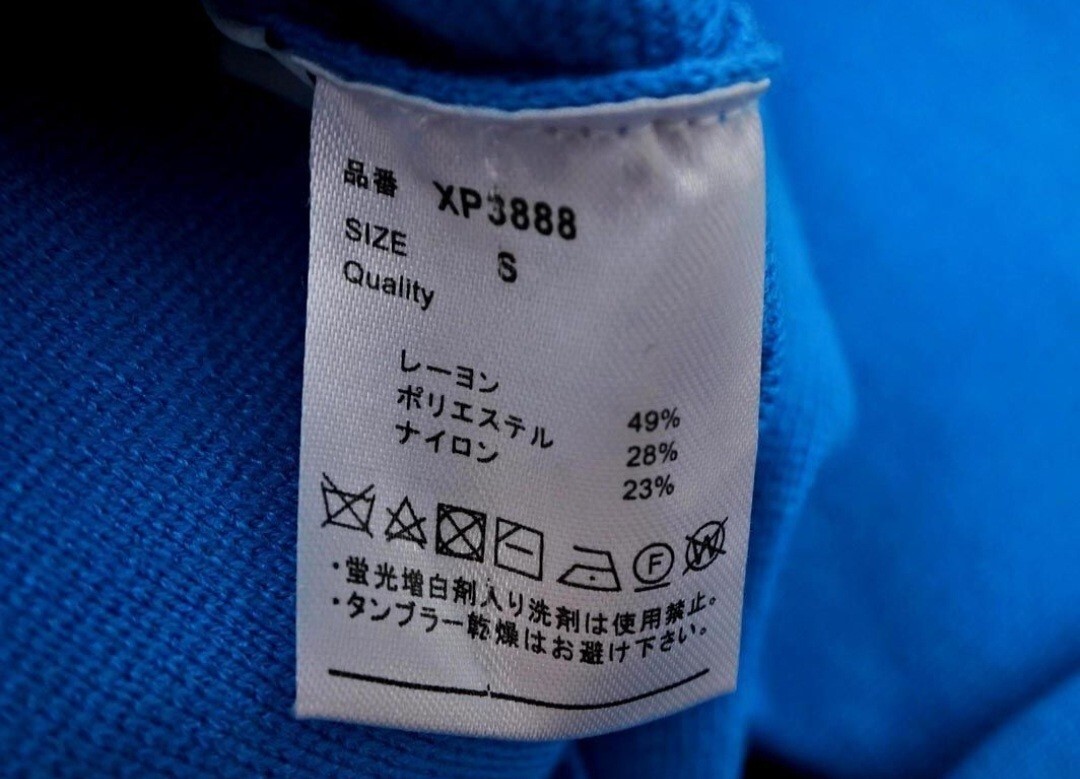 品番 XP3888
SIZE S
Quality
レーヨン 49%
ポリエステル 28%
ナイロン 23%
F W
・蛍光増白剤入り洗剤は使用禁止。
・タンブラー乾燥はお避け下さい。